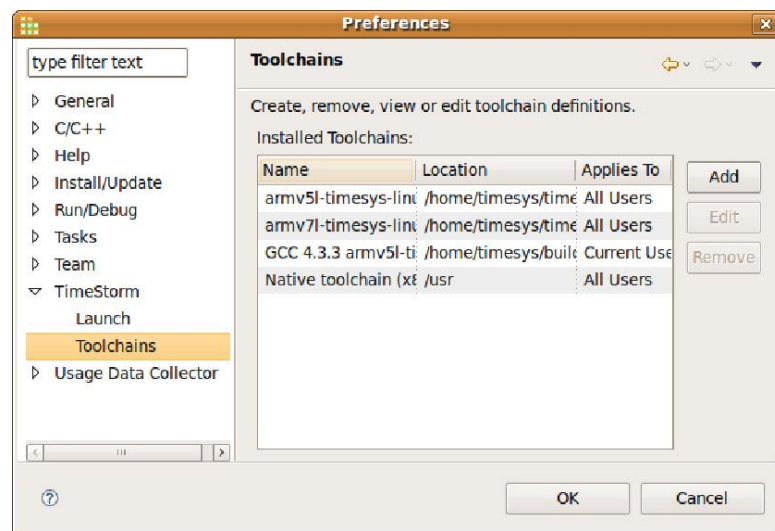 Preferences
type filter text
General
C/C++
Help
Install/Update
Run/Debug
Tasks
Team
TimeStorm
Launch
Toolchains
Usage Data Collector
Toolchains
Create, remove, view or edit toolchain definitions.
Installed Toolchains:
Name Location Applies To
armv5l-timesys-linu /home/timesys/time All Users
armv7l-timesys-linu /home/timesys/time All Users
GCC 4.3.3 armv5l-ti /home/timesys/build Current Use
Native toolchain (x8 /usr All Users
Add
Edit
Remove
OK
Cancel